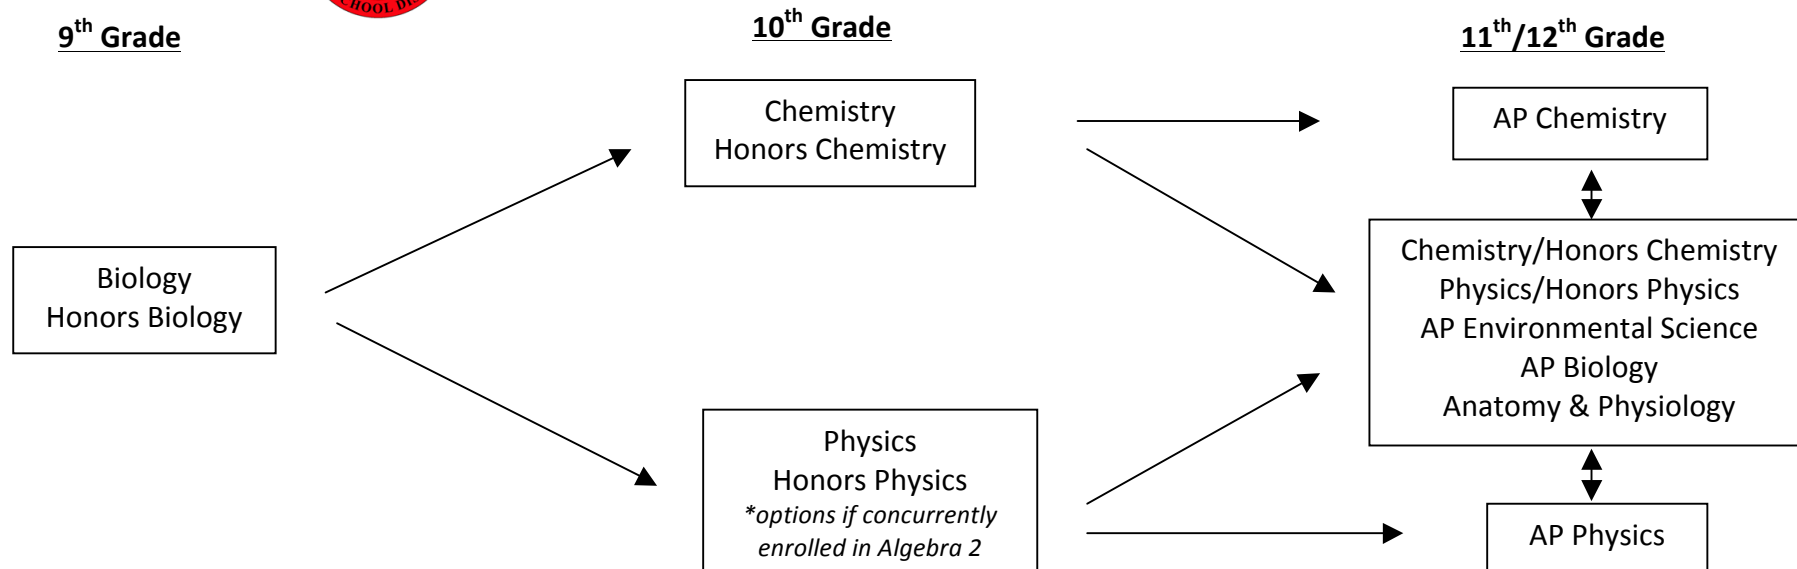 CHOOL DIS
9th Grade
10th Grade
11th/12th Grade
Biology
Honors Biology
Chemistry
Honors Chemistry
Physics
Honors Physics
*options if concurrently
enrolled in Algebra 2
AP Chemistry
Chemistry/Honors Chemistry
Physics/Honors Physics
AP Environmental Science
AP Biology
Anatomy & Physiology
AP Physics